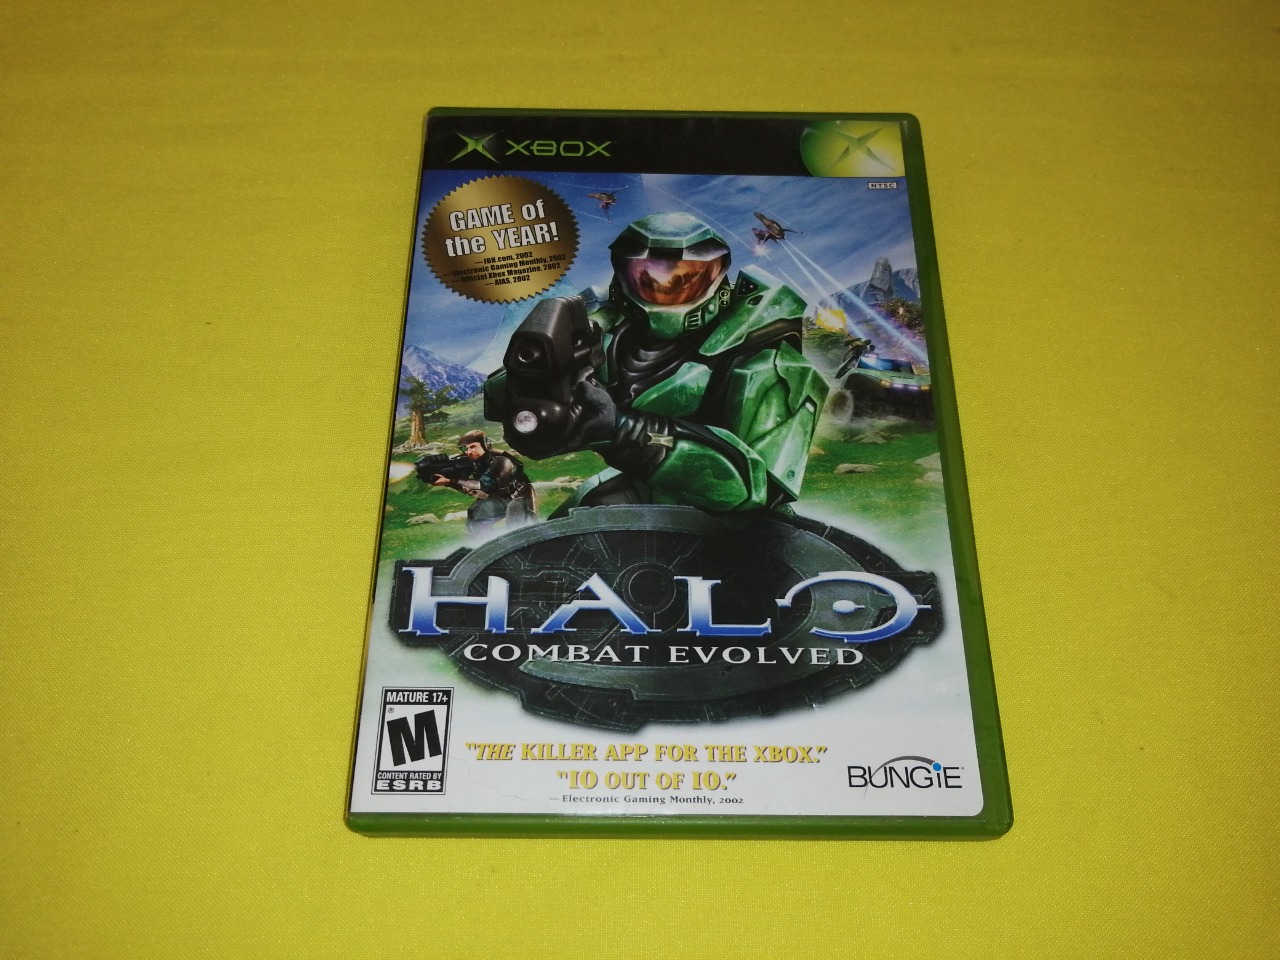 XBOX
NTSC
GAME of
the YEAR!
—IGN.com, 2002
—Electronic Gaming Monthly, 2002
—Official Xbox Magazine, 2002
—AIAS, 2002
HALO
COMBAT EVOLVED
MATURE 17+
M
®
CONTENT RATED BY
ESRB
"THE KILLER APP FOR THE XBOX."
"10 OUT OF 10."
—Electronic Gaming Monthly, 2002
BUNGIE